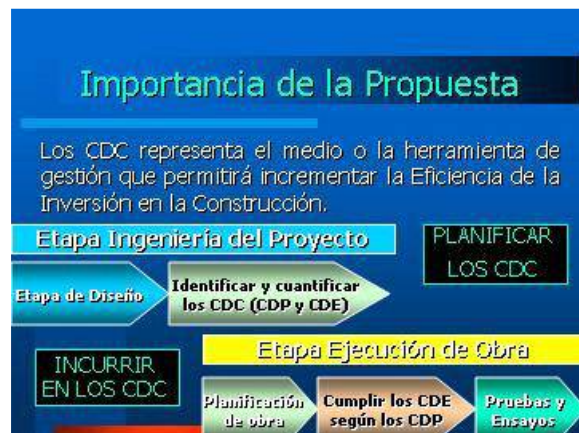 Importancia de la Propuesta
Los CDC representa el medio o la herramienta de
gestión que permitirá incrementar la Eficiencia de la
Inversión en la Construcción.
Etapa Ingeniería del Proyecto
PLANIFICAR
LOS CDC
Etapa de Diseño
Identificar y cuantificar
los CDC (CDP y CDE)
INCURRIR
EN LOS CDC
Etapa Ejecución de Obra
Planificación
de obra
Cumplir los CDE
según los CDP
Pruebas y
Ensayos